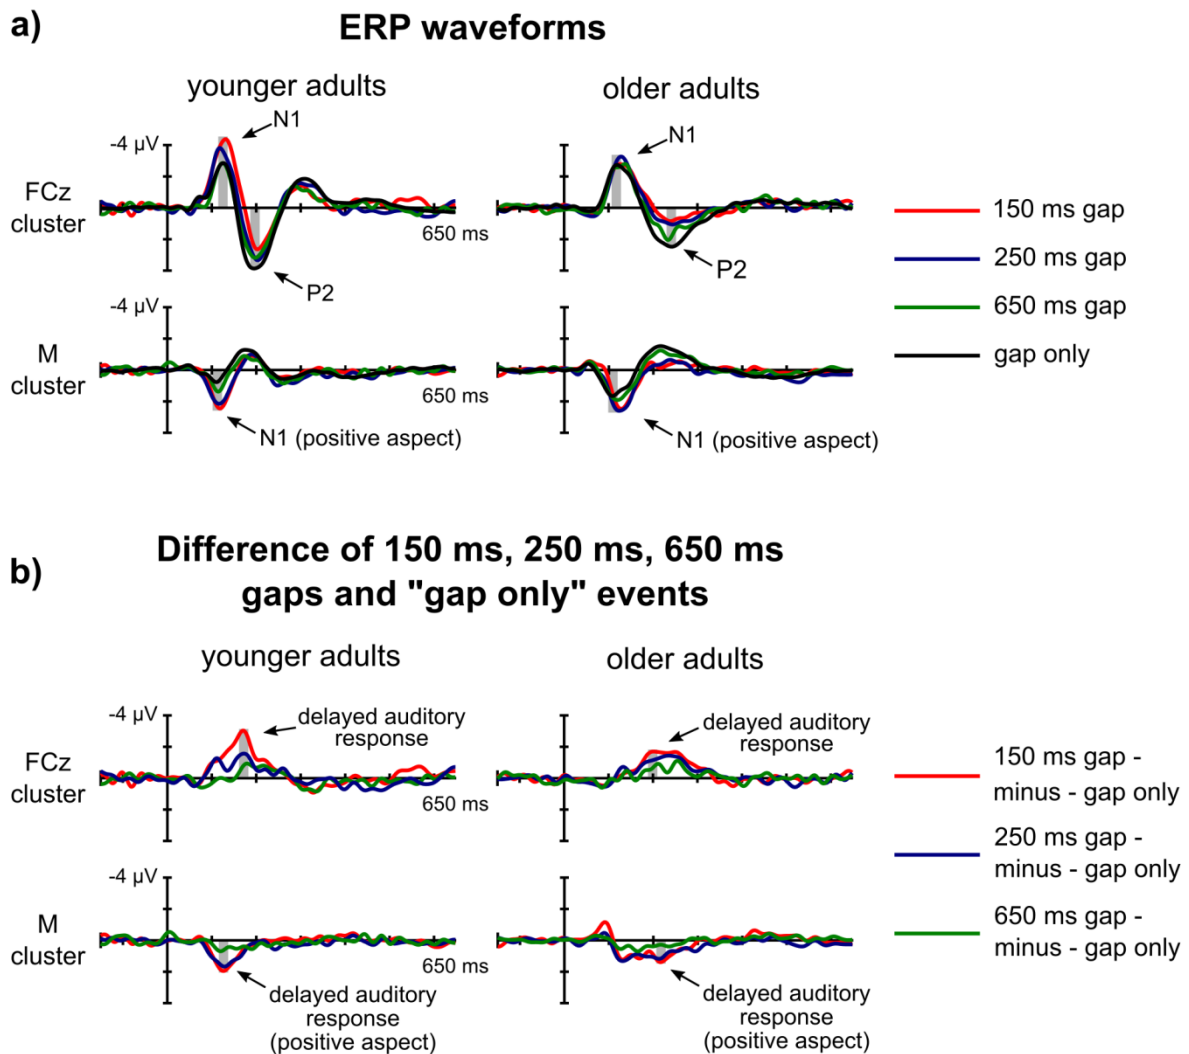 a)
ERP waveforms
younger adults
older adults
N1
-4 µV
FCz
cluster
650 ms
P2
N1
P2
150 ms gap
250 ms gap
650 ms gap
gap only
-4 µV
M
cluster
650 ms
N1 (positive aspect)
N1 (positive aspect)
b)
Difference of 150 ms, 250 ms, 650 ms
gaps and "gap only" events
younger adults
older adults
-4 µV
FCz
cluster
650 ms
delayed auditory
response
delayed auditory
response
150 ms gap -
minus - gap only
250 ms gap -
minus - gap only
650 ms gap -
minus - gap only
-4 µV
M
cluster
650 ms
delayed auditory
response
(positive aspect)
delayed auditory
response
(positive aspect)